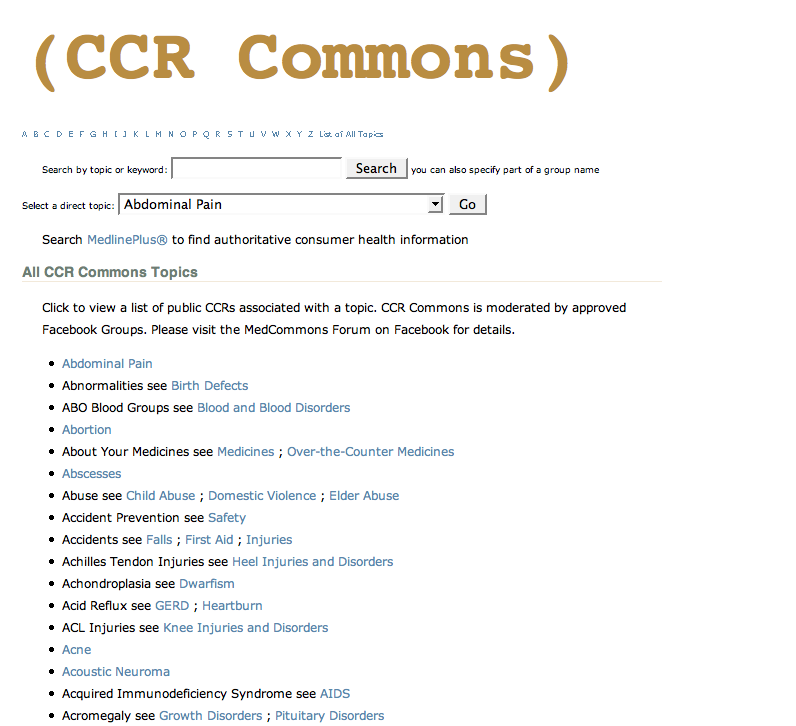 (CCR Commons)
A B C D E F G H I J K L M N O P Q R S T U V W X Y Z List of All Topics
Search by topic or keyword: Search you can also specify part of a group name
Select a direct topic: Abdominal Pain Go
Search MedlinePlus® to find authoritative consumer health information
All CCR Commons Topics
Click to view a list of public CCRs associated with a topic. CCR Commons is moderated by approved
Facebook Groups. Please visit the MedCommons Forum on Facebook for details.
• Abdominal Pain
• Abnormalities see Birth Defects
• ABO Blood Groups see Blood and Blood Disorders
• Abortion
• About Your Medicines see Medicines ; Over-the-Counter Medicines
• Abscesses
• Abuse see Child Abuse ; Domestic Violence ; Elder Abuse
• Accident Prevention see Safety
• Accidents see Falls ; First Aid ; Injuries
• Achilles Tendon Injuries see Heel Injuries and Disorders
• Achondroplasia see Dwarfism
• Acid Reflux see GERD ; Heartburn
• ACL Injuries see Knee Injuries and Disorders
• Acne
• Acoustic Neuroma
• Acquired Immunodeficiency Syndrome see AIDS
• Acromegaly see Growth Disorders ; Pituitary Disorders